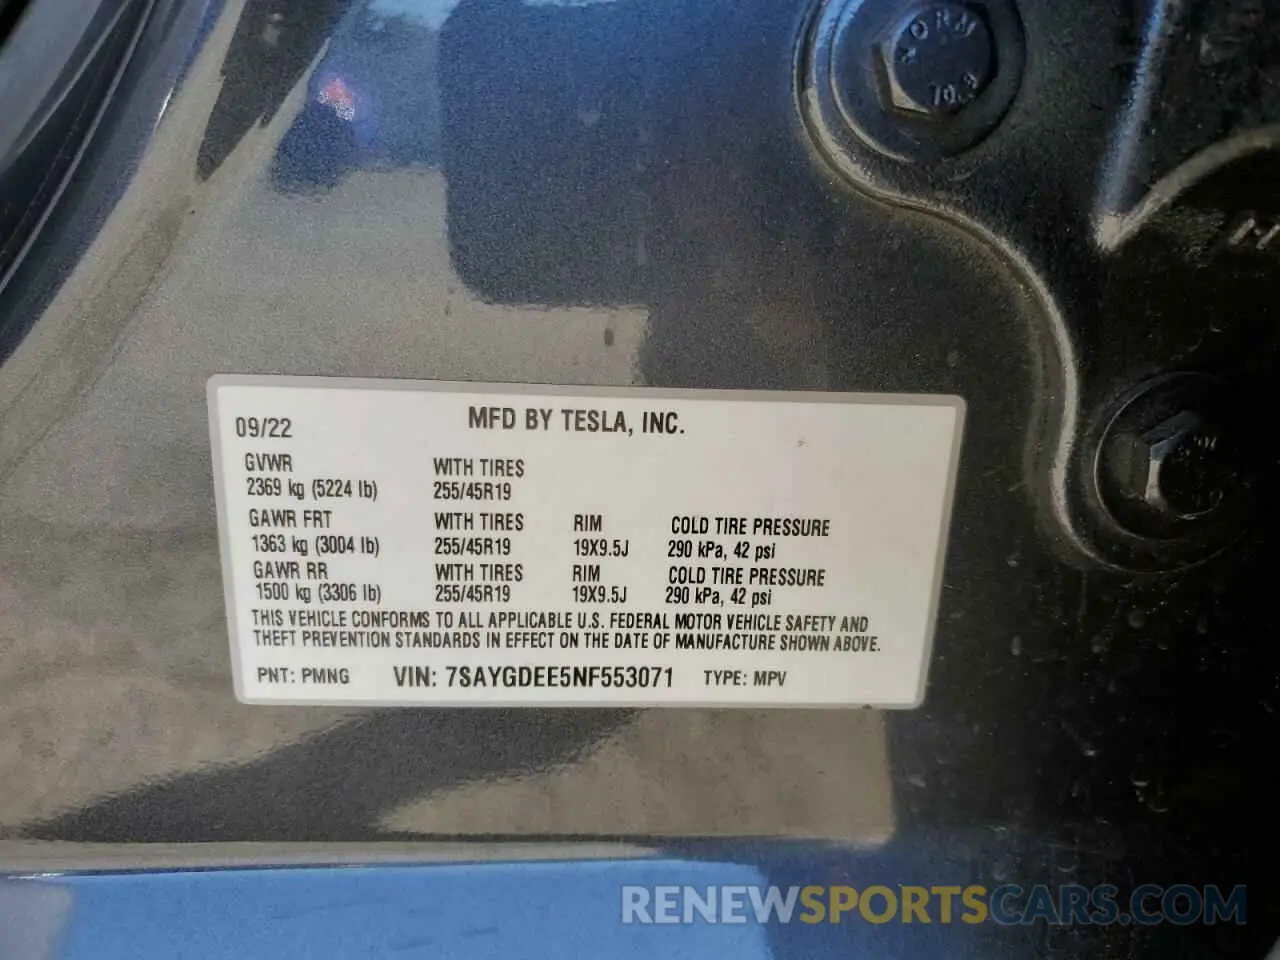 NORM
10.9
MFD BY TESLA, INC.
09/22
GVWR WITH TIRES
2369 kg (5224 lb) 255/45R19
GAWR FRT WITH TIRES RIM COLD TIRE PRESSURE
1363 kg (3004 lb) 255/45R19 19X9.5J 290 kPa, 42 psi
GAWR RR WITH TIRES RIM COLD TIRE PRESSURE
1500 kg (3306 lb) 255/45R19 19X9.5J 290 kPa, 42 psi
THIS VEHICLE CONFORMS TO ALL APPLICABLE U.S. FEDERAL MOTOR VEHICLE SAFETY AND
THEFT PREVENTION STANDARDS IN EFFECT ON THE DATE OF MANUFACTURE SHOWN ABOVE.
PNT: PMNG VIN: 7SAYGDEE5NF553071 TYPE: MPV
RENEWSPORTSCARS.COM